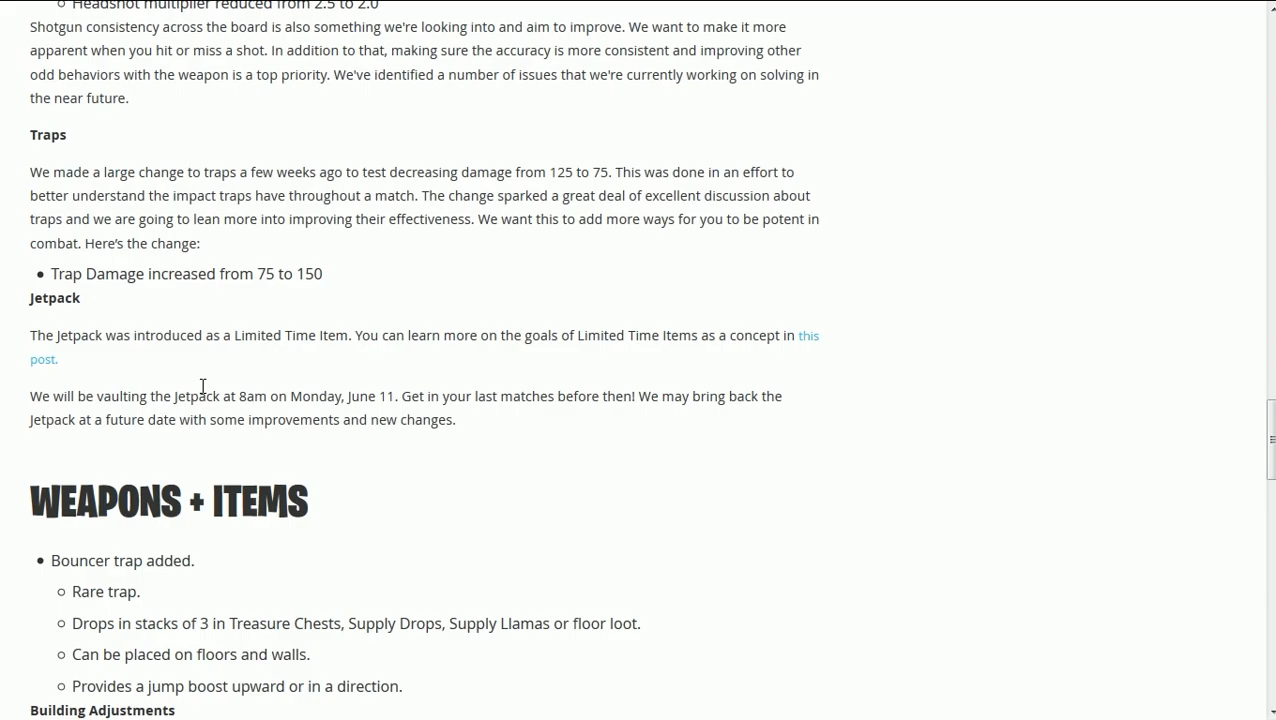 Headshot multiplier reduced from 2.5 to 2.0
Shotgun consistency across the board is also something we're looking into and aim to improve. We want to make it more
apparent when you hit or miss a shot. In addition to that, making sure the accuracy is more consistent and improving other
odd behaviors with the weapon is a top priority. We've identified a number of issues that we're currently working on solving in
the near future.
Traps
We made a large change to traps a few weeks ago to test decreasing damage from 125 to 75. This was done in an effort to
better understand the impact traps have throughout a match. The change sparked a great deal of excellent discussion about
traps and we are going to lean more into improving their effectiveness. We want this to add more ways for you to be potent in
combat. Here's the change:
Trap Damage increased from 75 to 150
Jetpack
The Jetpack was introduced as a Limited Time Item. You can learn more on the goals of Limited Time Items as a concept in this
post.
We will be vaulting the Jetpack at 8am on Monday, June 11. Get in your last matches before then! We may bring back the
Jetpack at a future date with some improvements and new changes.
WEAPONS + ITEMS
Bouncer trap added.
Rare trap.
Drops in stacks of 3 in Treasure Chests, Supply Drops, Supply Llamas or floor loot.
Can be placed on floors and walls.
Provides a jump boost upward or in a direction.
Building Adjustments